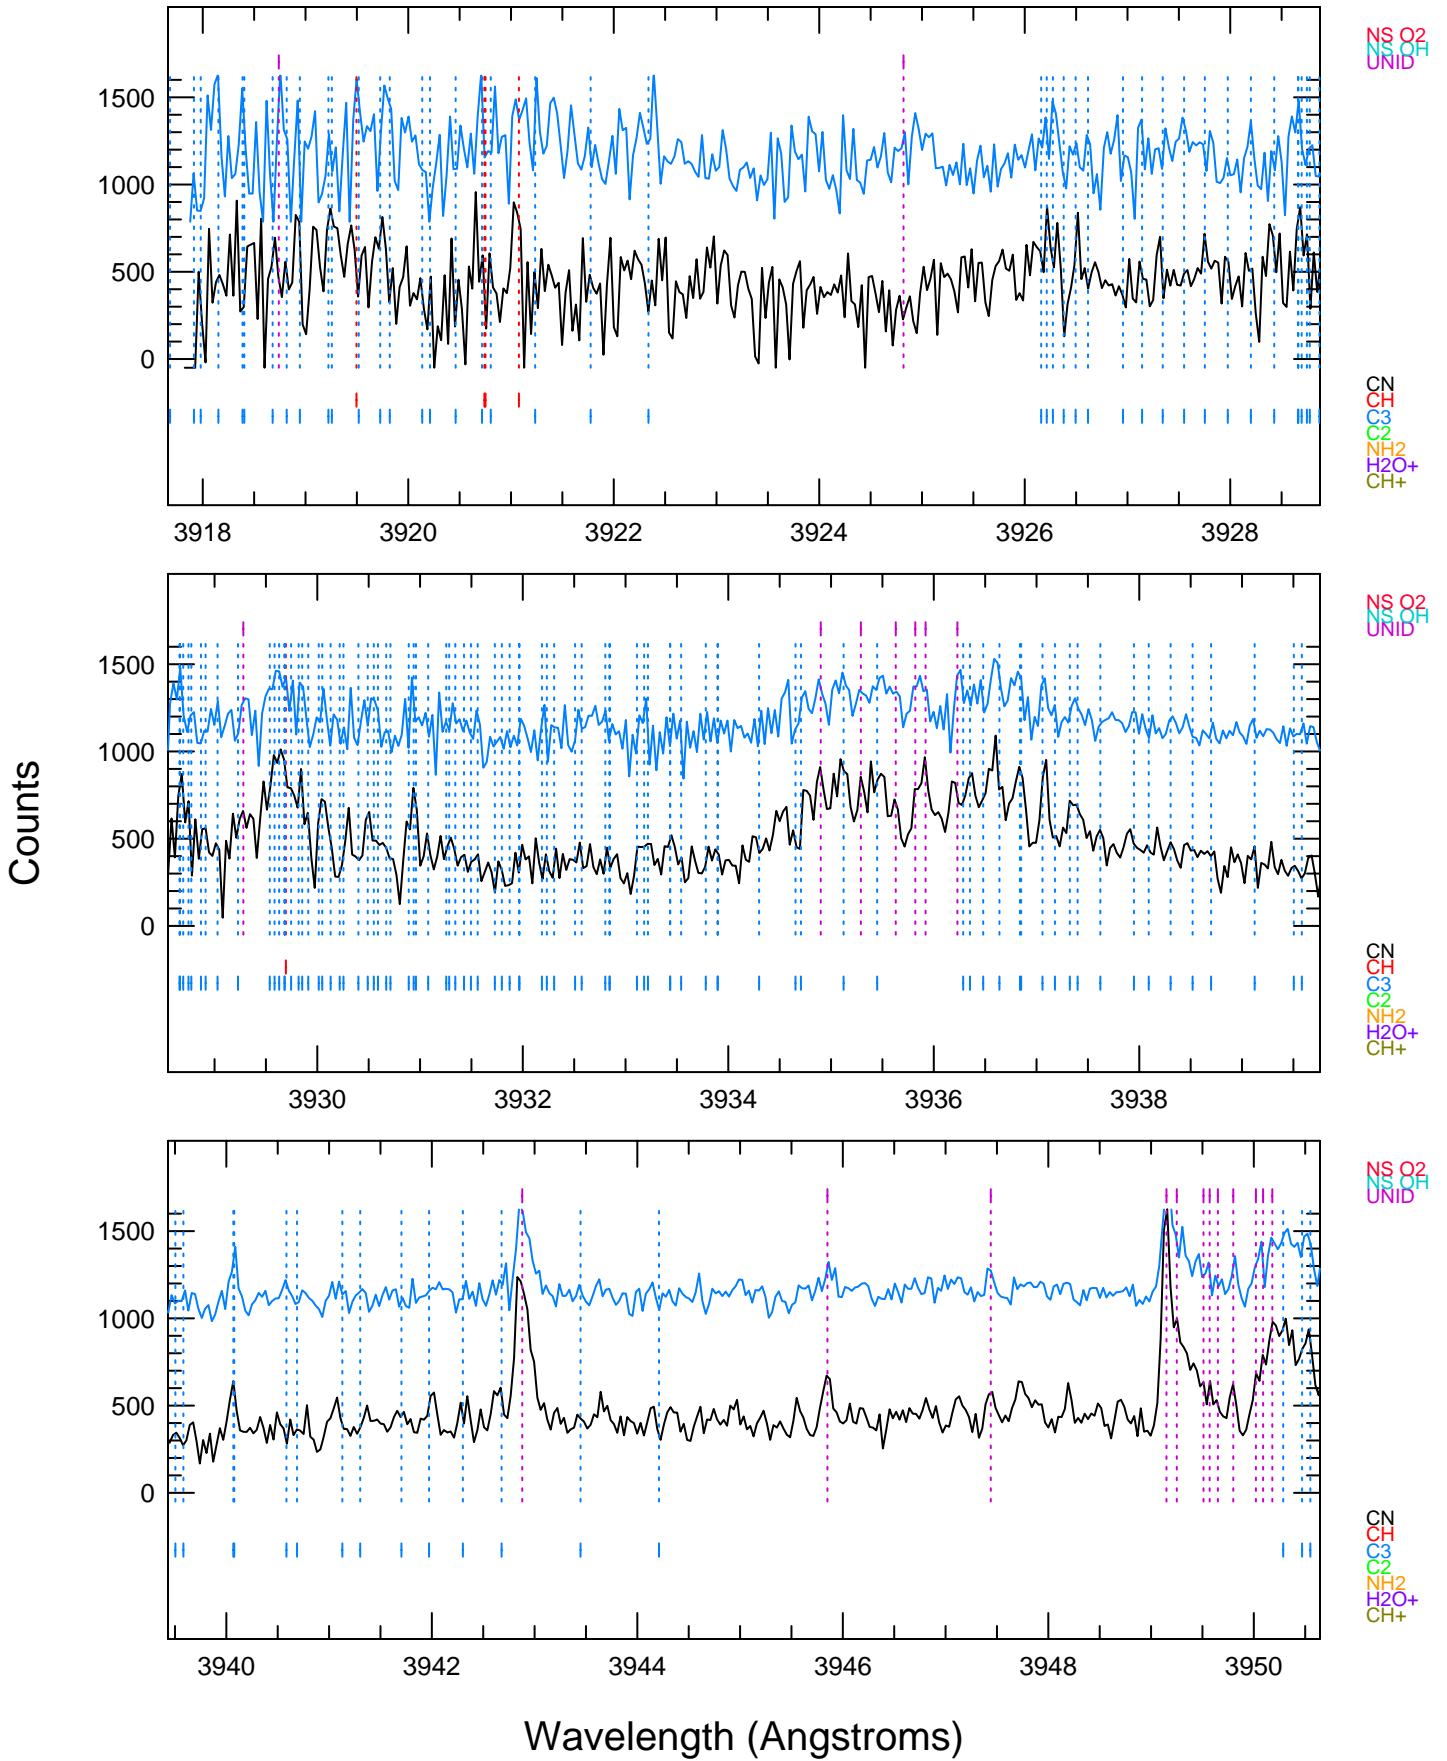 NS O2
NS OH
UNID
1500
1000
500
0
CN
CH
C3
C2
NH2
H2O+
CH+
3918 3920 3922 3924 3926 3928
NS O2
NS OH
UNID
1500
1000
500
0
CN
CH
C3
C2
NH2
H2O+
CH+
3930 3932 3934 3936 3938
Counts
NS O2
NS OH
UNID
1500
1000
500
0
CN
CH
C3
C2
NH2
H2O+
CH+
3940 3942 3944 3946 3948 3950
Wavelength (Angstroms)